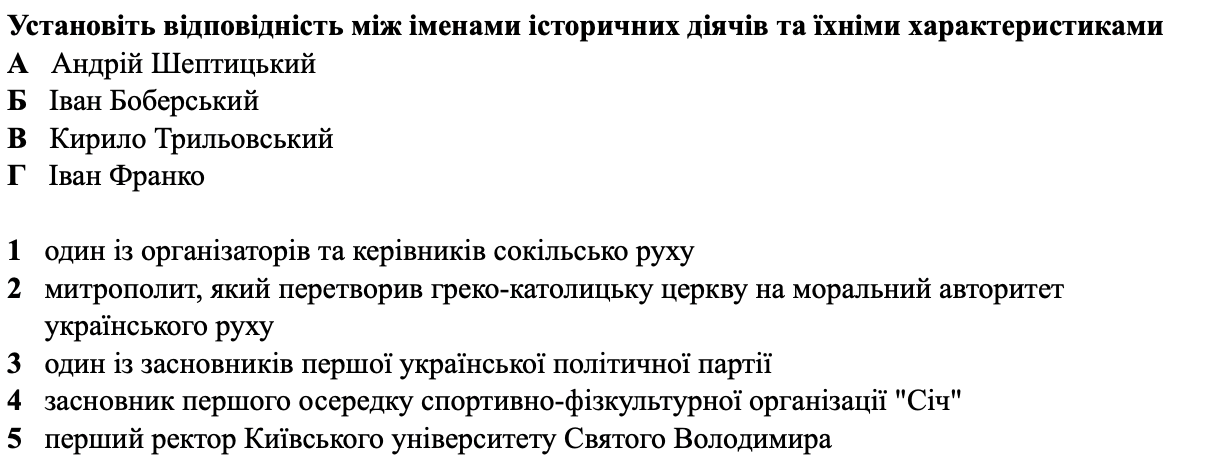 Установіть відповідність між іменами історичних діячів та їхніми характеристиками
А Андрій Шептицький
Б Іван Боберський
В Кирило Трильовський
Г Іван Франко
1 один із організаторів та керівників сокільсько руху
2 митрополит, який перетворив греко-католицьку церкву на моральний авторитет
українського руху
3 один із засновників першої української політичної партії
4 засновник першого осередку спортивно-фізкультурної організації "Січ"
5 перший ректор Київського університету Святого Володимира